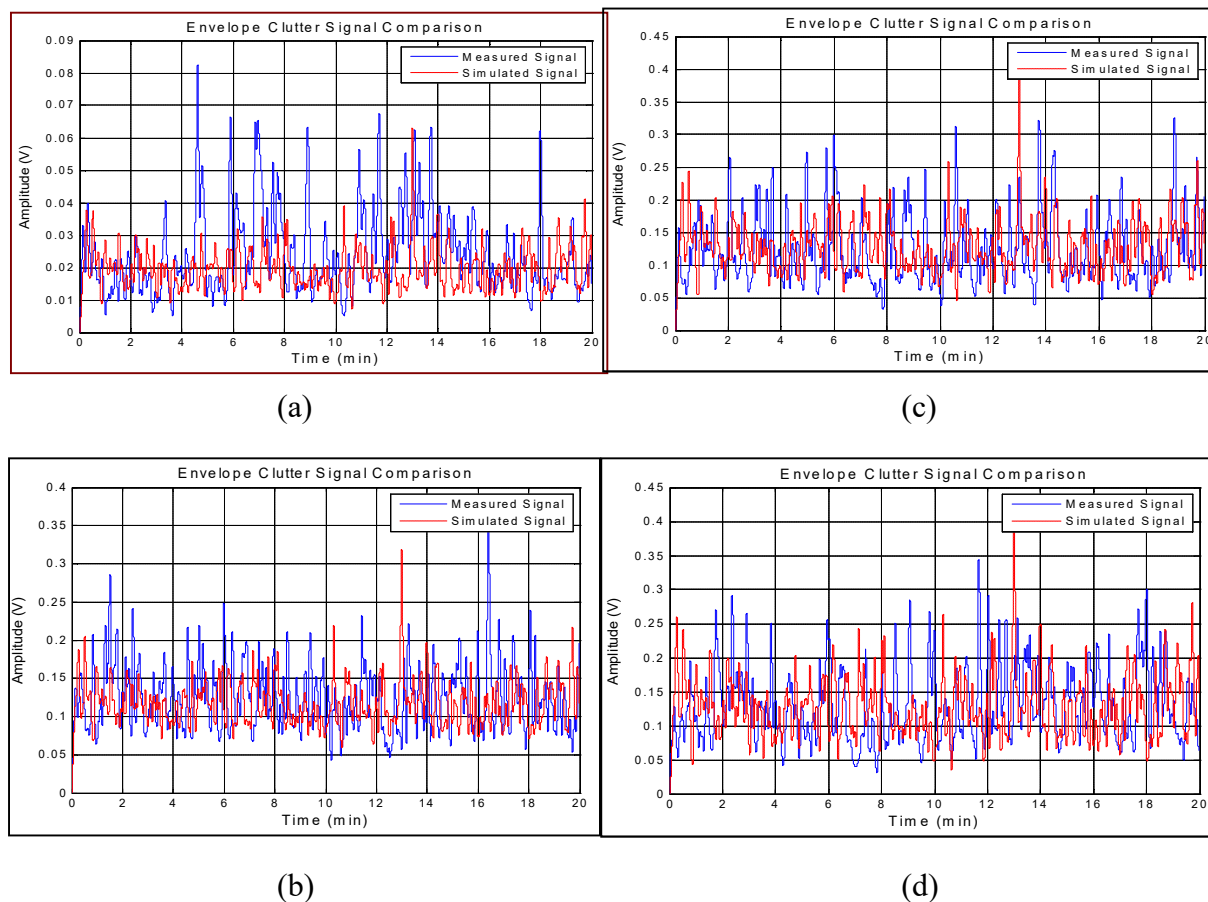 Envelope Clutter Signal Comparison
Measured Signal
Simulated Signal
Amplitude (V)
0.09
0.08
0.07
0.06
0.05
0.04
0.03
0.02
0.01
0
0 2 4 6 8 10 12 14 16 18 20
Time (min)
(a)
Envelope Clutter Signal Comparison
Measured Signal
Simulated Signal
Amplitude (V)
0.45
0.4
0.35
0.3
0.25
0.2
0.15
0.1
0.05
0
0 2 4 6 8 10 12 14 16 18 20
Time (min)
(c)
Envelope Clutter Signal Comparison
Measured Signal
Simulated Signal
Amplitude (V)
0.4
0.35
0.3
0.25
0.2
0.15
0.1
0.05
0
0 2 4 6 8 10 12 14 16 18 20
Time (min)
(b)
Envelope Clutter Signal Comparison
Measured Signal
Simulated Signal
Amplitude (V)
0.45
0.4
0.35
0.3
0.25
0.2
0.15
0.1
0.05
0
0 2 4 6 8 10 12 14 16 18 20
Time (min)
(d)